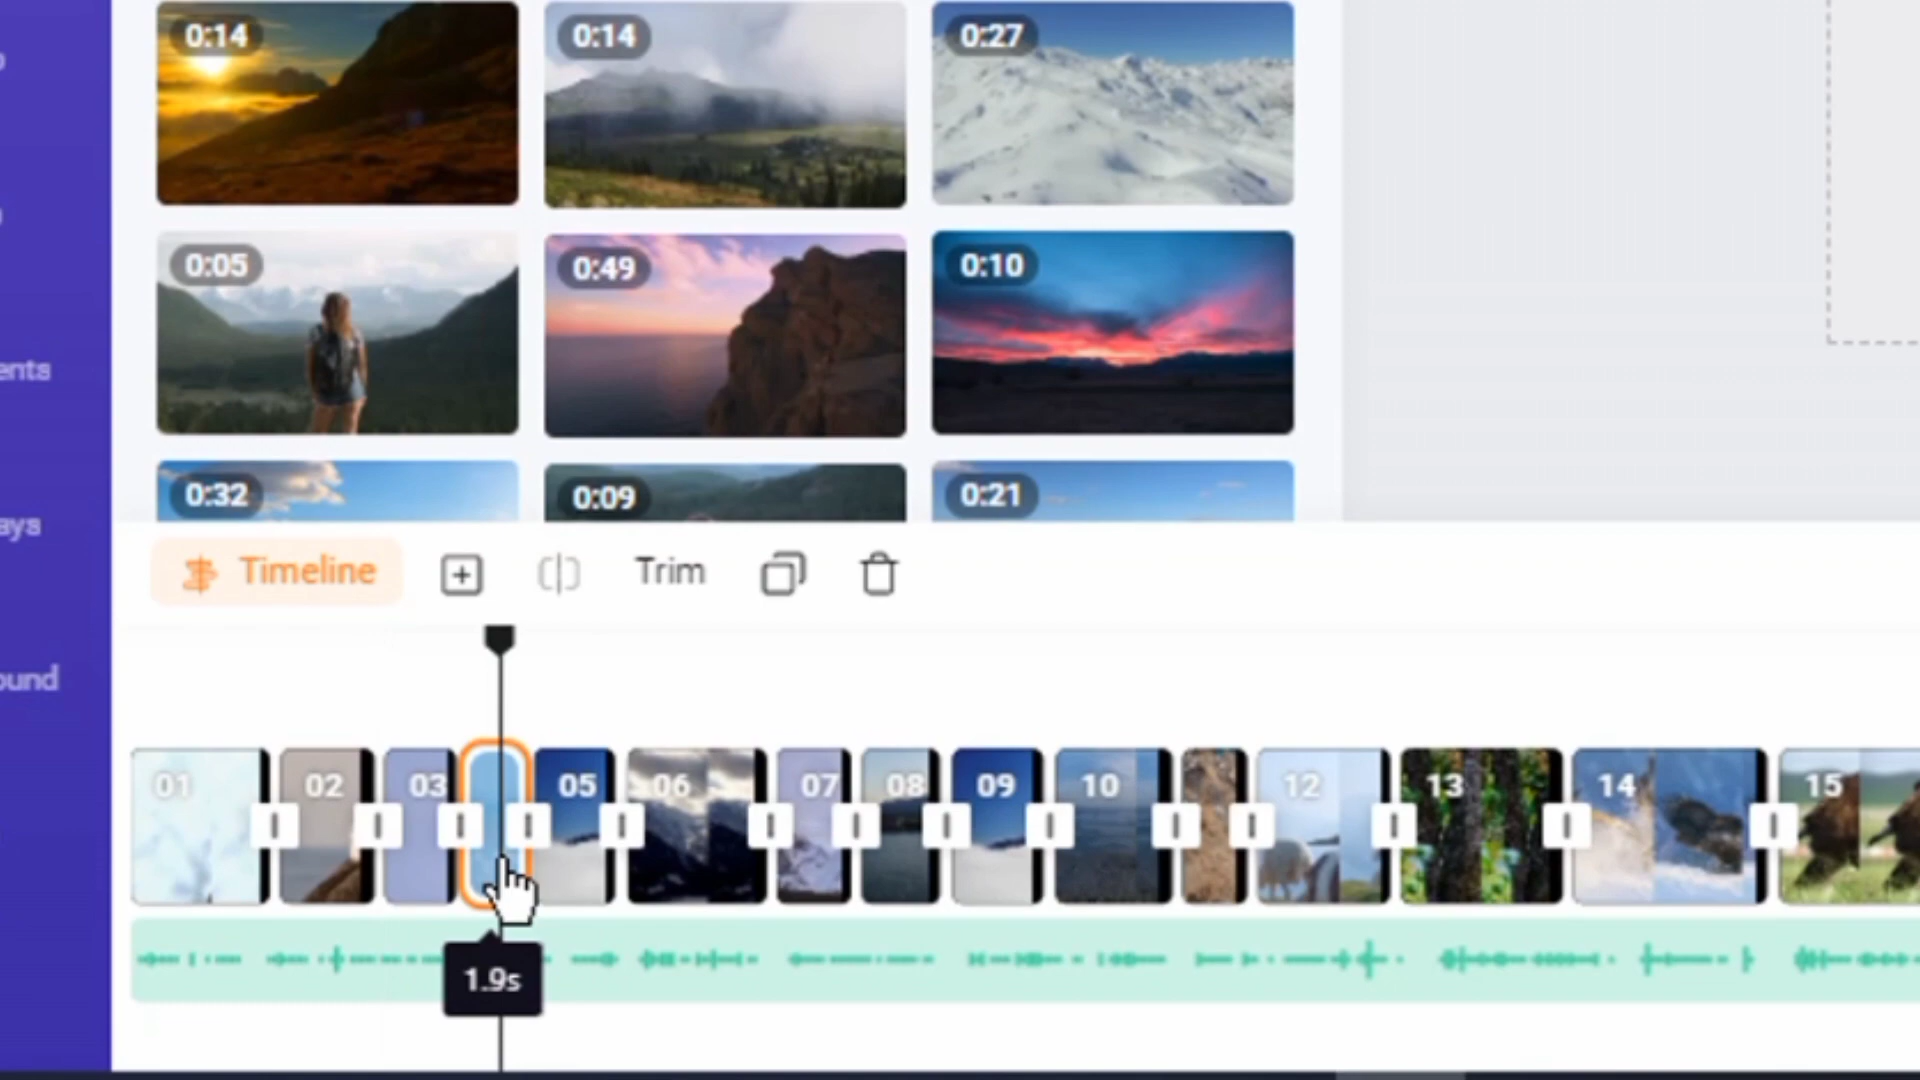 0:14 0:14 0:27
0:05 0:49 0:10
ents
0:32 0:09 0:21
ays
Timeline Trim
ound
01 02 03 05 06 07 08 09 10 12 13 14 15
1.9s